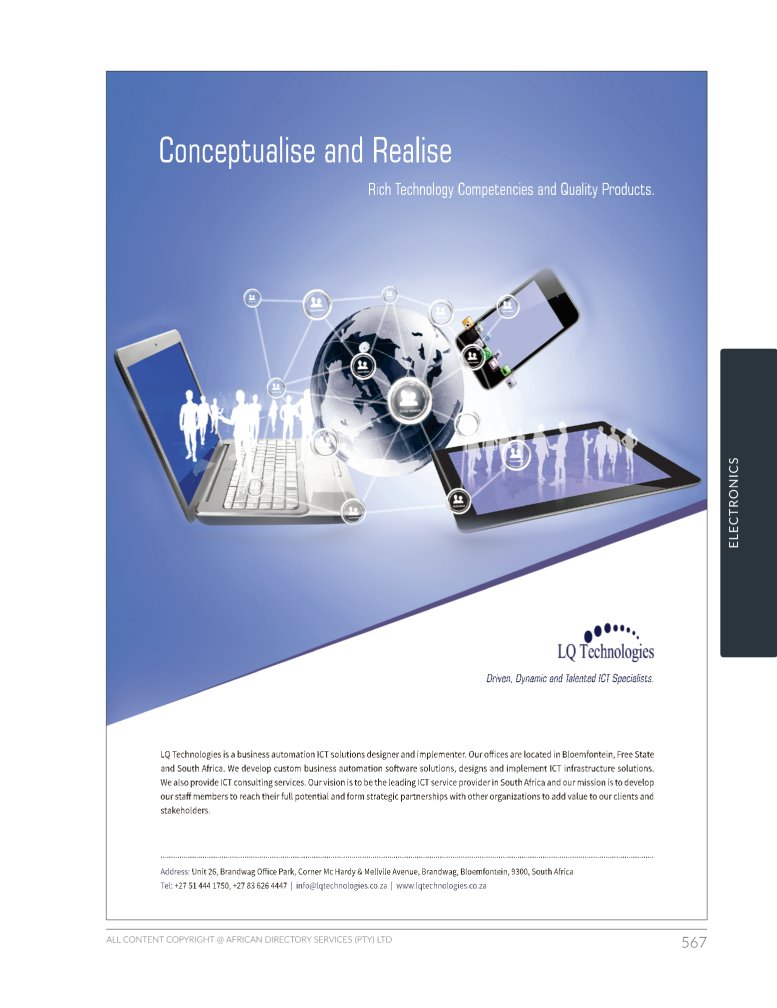 Conceptualise and Realise
Rich Technology Competencies and Quality Products.
ELECTRONICS
LQ Technologies
Driven, Dynamic and Talented ICT Specialists.
LQ Technologies is a business automation ICT solutions designer and implementer. Our offices are located in Bloemfontein, Free State
and South Africa. We develop custom business automation software solutions, designs and implement ICT infrastructure solutions.
We also provide ICT consulting services. Our vision is to be the leading ICT service provider in South Africa and our mission is to develop
our staff members to reach their full potential and form strategic partnerships with other organizations to add value to our clients and
stakeholders.
Address: Unit 26, Brandwag Office Park, Corner Mc Hardy & Mellvile Avenue, Brandwag, Bloemfontein, 9300, South Africa
Tel: +27 51 444 1750, +27 83 626 4447 | info@lqtechnologies.co.za | www.lqtechnologies.co.za
ALL CONTENT COPYRIGHT @ AFRICAN DIRECTORY SERVICES (PTY) LTD
567